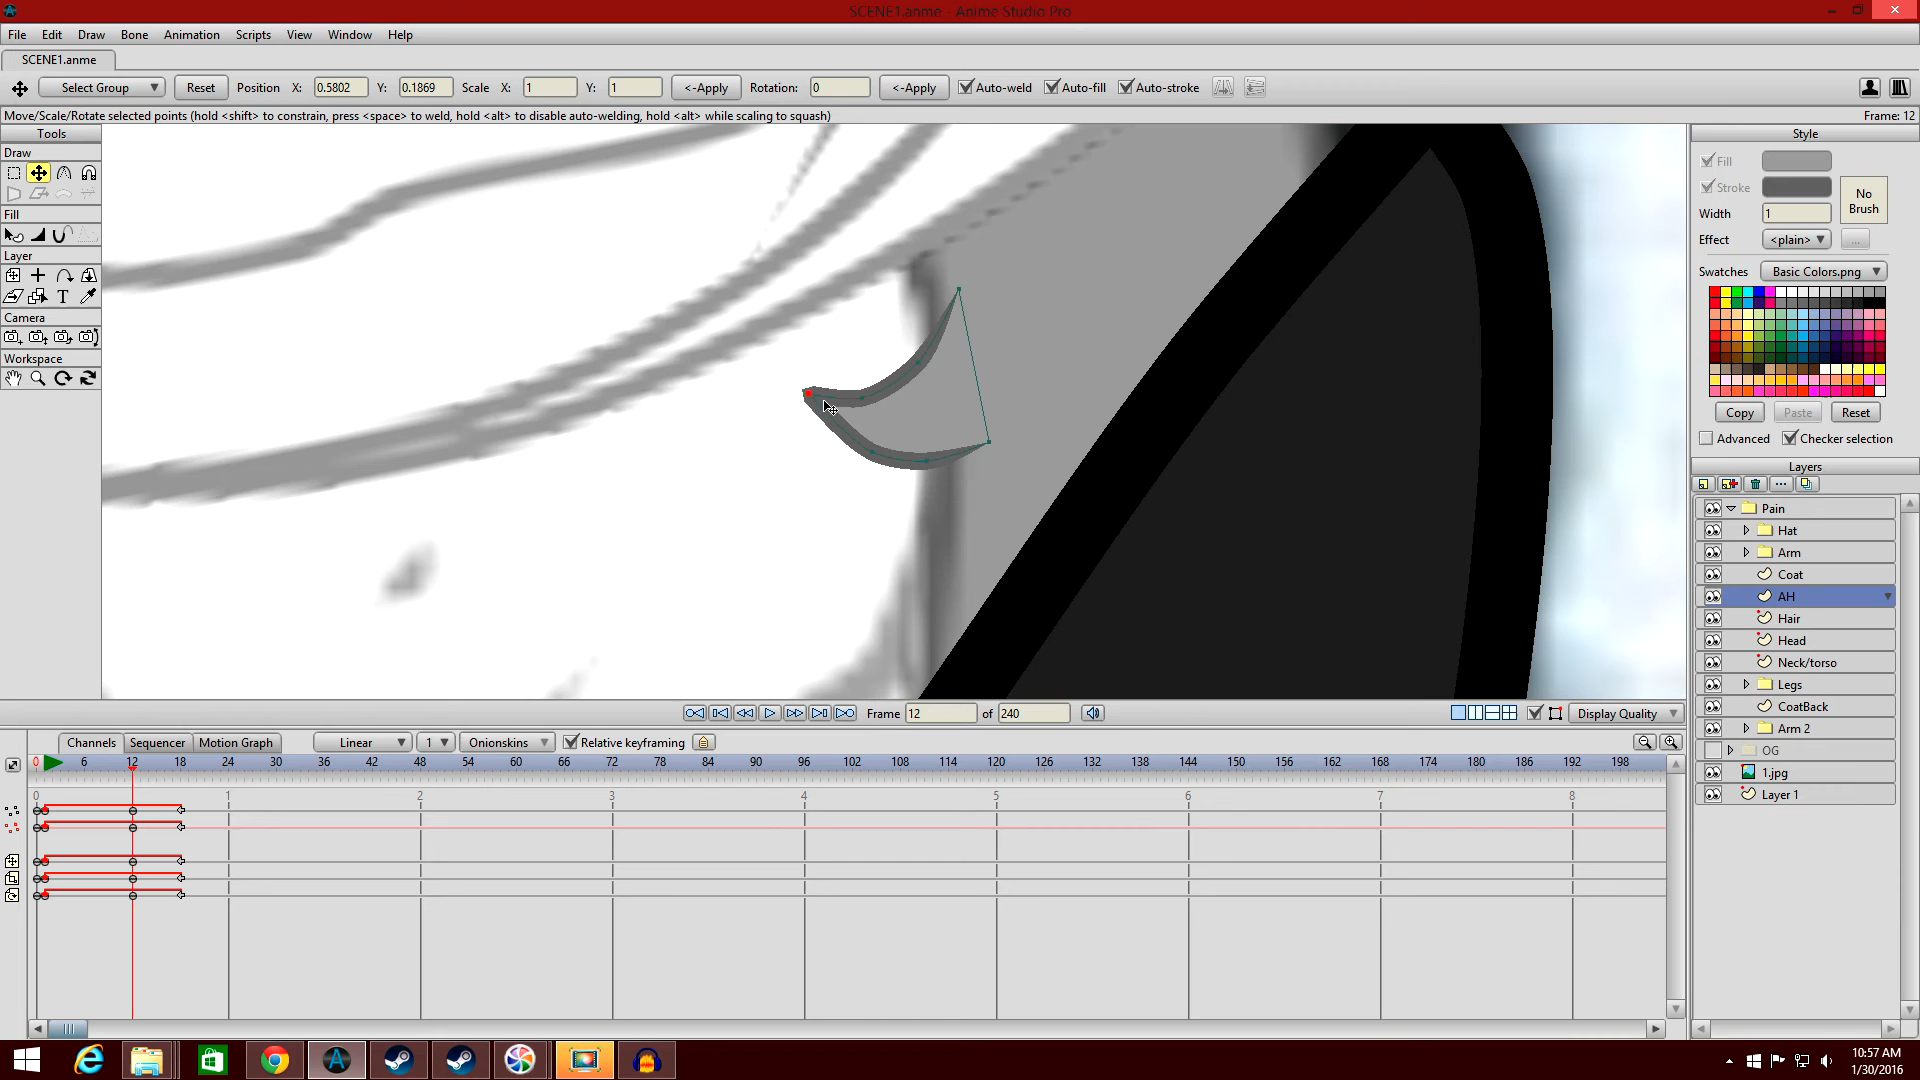 SCENE1.anme - Anime Studio Pro
File Edit Draw Bone Animation Scripts View Window Help
SCENE1.anme
Select Group Reset Position X: 0.5802 Y: 0.1869 Scale X: 1 Y: 1 <-Apply Rotation: 0 <-Apply Auto-weld Auto-fill Auto-stroke
Move/Scale/Rotate selected points (hold <shift> to constrain, press <space> to weld, hold <alt> to disable auto-welding, hold <alt> while scaling to squash) Frame: 12
Tools
Draw
Fill
Layer
T
Camera
Workspace
Style
Fill
Stroke
No Brush
Width 1
Effect <plain> ...
Swatches Basic Colors.png
Copy Paste Reset
Advanced Checker selection
Layers
Pain
Hat
Arm
Coat
AH
Hair
Head
Neck/torso
Legs
CoatBack
Arm 2
OG
1.jpg
Layer 1
Frame 12 of 240 Display Quality
Channels Sequencer Motion Graph Linear 1 Onionskins Relative keyframing
0 6 12 18 24 30 36 42 48 54 60 66 72 78 84 90 96 102 108 114 120 126 132 138 144 150 156 162 168 174 180 186 192 198
0 1 2 3 4 5 6 7 8
10:57 AM
1/30/2016